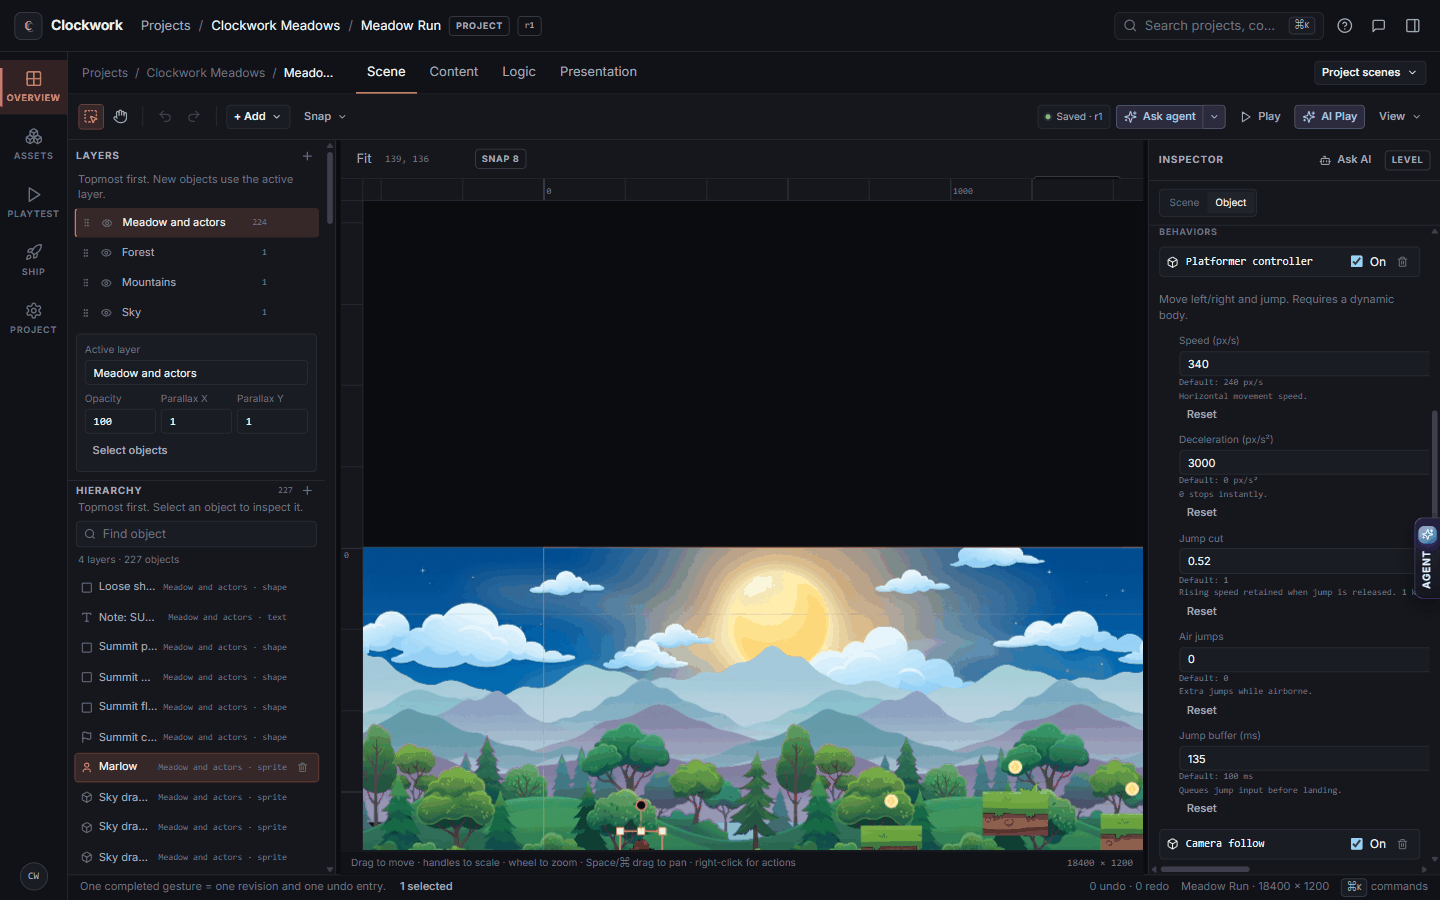 Clockwork Projects / Clockwork Meadows / Meadow Run PROJECT r1
Search projects, co... ⌘K
OVERVIEW
ASSETS
PLAYTEST
SHIP
PROJECT
CW
Projects / Clockwork Meadows / Meado...
Scene Content Logic Presentation
Project scenes
+ Add Snap
Saved · r1 Ask agent Play AI Play View
LAYERS
Topmost first. New objects use the active
layer.
Meadow and actors 224
Forest 1
Mountains 1
Sky 1
Active layer
Meadow and actors
Opacity Parallax X Parallax Y
100 1 1
Select objects
HIERARCHY 227
Topmost first. Select an object to inspect it.
Find object
4 layers · 227 objects
Loose sh... Meadow and actors · shape
Note: SU... Meadow and actors · text
Summit p... Meadow and actors · shape
Summit ... Meadow and actors · shape
Summit fl... Meadow and actors · shape
Summit c... Meadow and actors · shape
Marlow Meadow and actors · sprite
Sky dra... Meadow and actors · sprite
Sky dra... Meadow and actors · sprite
Sky dra... Meadow and actors · sprite
Fit 139, 136 SNAP 8
0 1000
0
Drag to move · handles to scale · wheel to zoom · Space/⌘ drag to pan · right-click for actions 18400 × 1200
INSPECTOR Ask AI LEVEL
Scene Object
BEHAVIORS
Platformer controller On
Move left/right and jump. Requires a dynamic
body.
Speed (px/s)
340
Default: 240 px/s
Horizontal movement speed.
Reset
Deceleration (px/s²)
3000
Default: 0 px/s²
0 stops instantly.
Reset
Jump cut
0.52
Default: 1
Rising speed retained when jump is released. 1
Reset
Air jumps
0
Default: 0
Extra jumps while airborne.
Reset
Jump buffer (ms)
135
Default: 100 ms
Queues jump input before landing.
Reset
Camera follow On
AGENT
One completed gesture = one revision and one undo entry. 1 selected
0 undo · 0 redo Meadow Run · 18400 × 1200 ⌘K commands